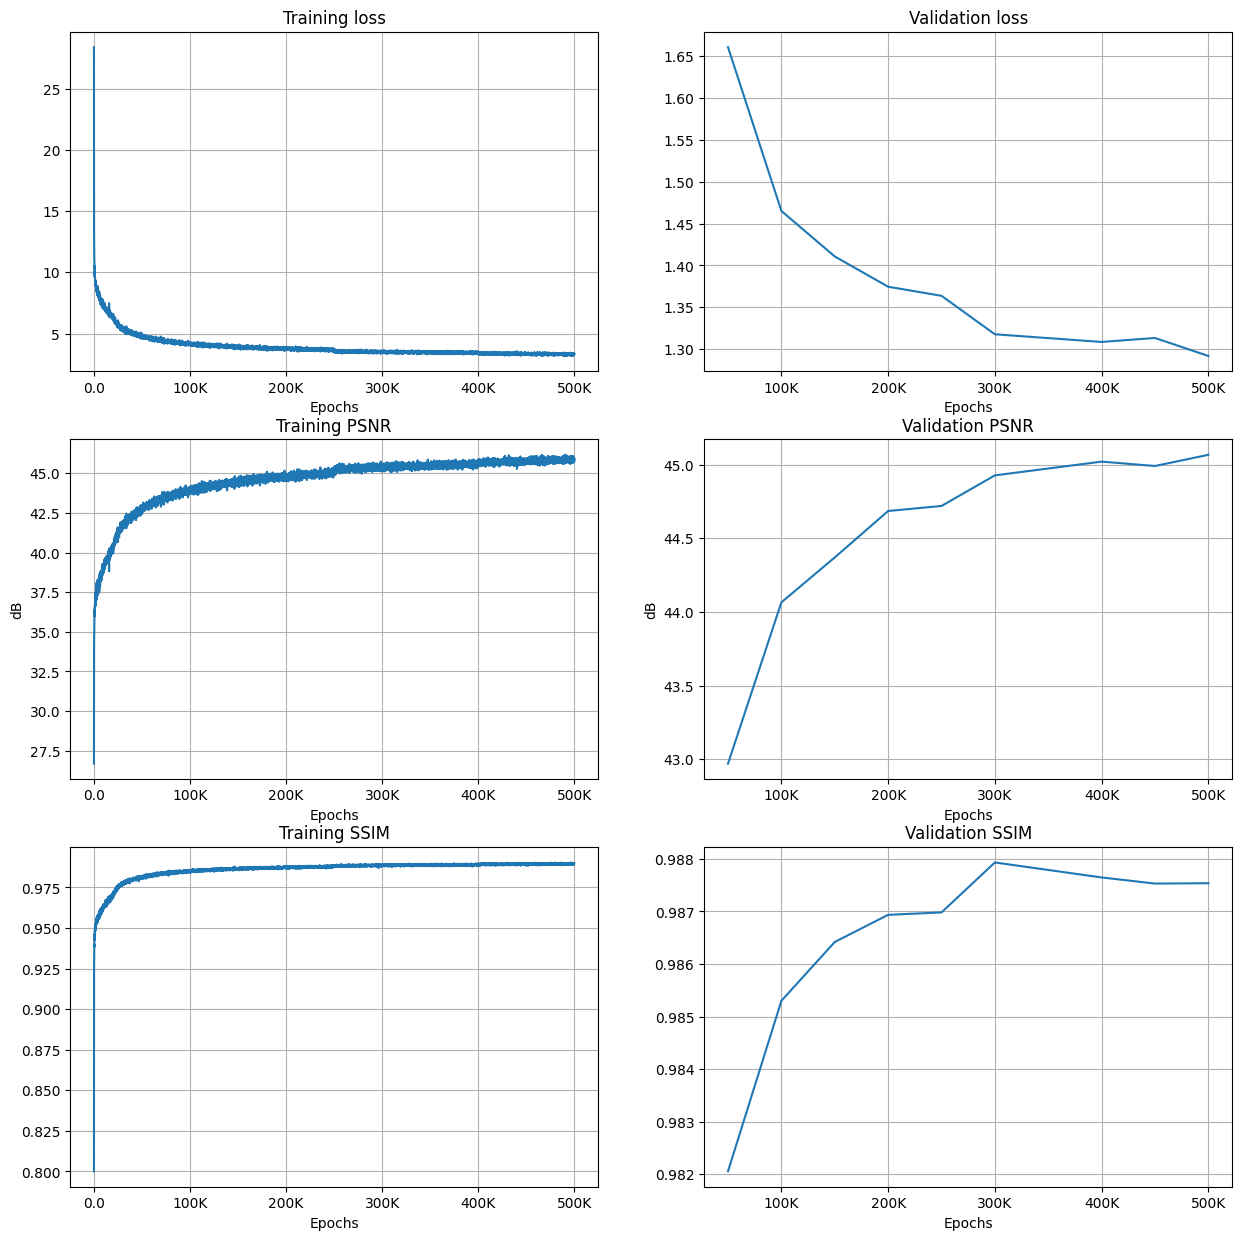 Training loss
25
20
15
10
5
0.0 100K 200K 300K 400K 500K
Epochs
Validation loss
1.65
1.60
1.55
1.50
1.45
1.40
1.35
1.30
100K 200K 300K 400K 500K
Epochs
Training PSNR
dB
45.0
42.5
40.0
37.5
35.0
32.5
30.0
27.5
0.0 100K 200K 300K 400K 500K
Epochs
Validation PSNR
dB
45.0
44.5
44.0
43.5
43.0
100K 200K 300K 400K 500K
Epochs
Training SSIM
0.975
0.950
0.925
0.900
0.875
0.850
0.825
0.800
0.0 100K 200K 300K 400K 500K
Epochs
Validation SSIM
0.988
0.987
0.986
0.985
0.984
0.983
0.982
100K 200K 300K 400K 500K
Epochs